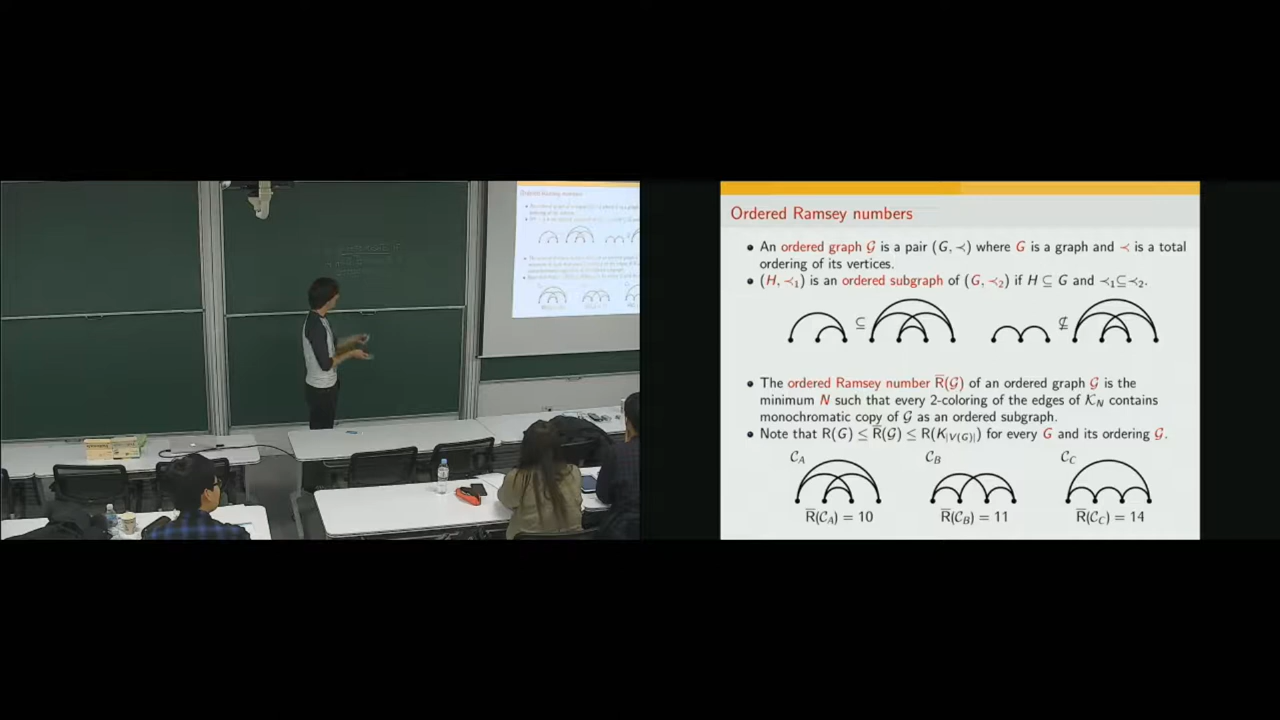 Ordered Ramsey numbers
• An ordered graph 𝒢 is a pair (G, ≺) where G is a graph and ≺ is a total
ordering of its vertices.
• (H, ≺₁) is an ordered subgraph of (G, ≺₂) if H ⊆ G and ≺₁⊆≺₂.
⊆ ⊈
• The ordered Ramsey number R̅(𝒢) of an ordered graph 𝒢 is the
minimum N such that every 2-coloring of the edges of 𝒦_N contains
monochromatic copy of 𝒢 as an ordered subgraph.
• Note that R(G) ≤ R̅(𝒢) ≤ R(K_|V(G)|) for every G and its ordering 𝒢.
𝒞_A 𝒞_B 𝒞_C
R̅(𝒞_A) = 10 R̅(𝒞_B) = 11 R̅(𝒞_C) = 14